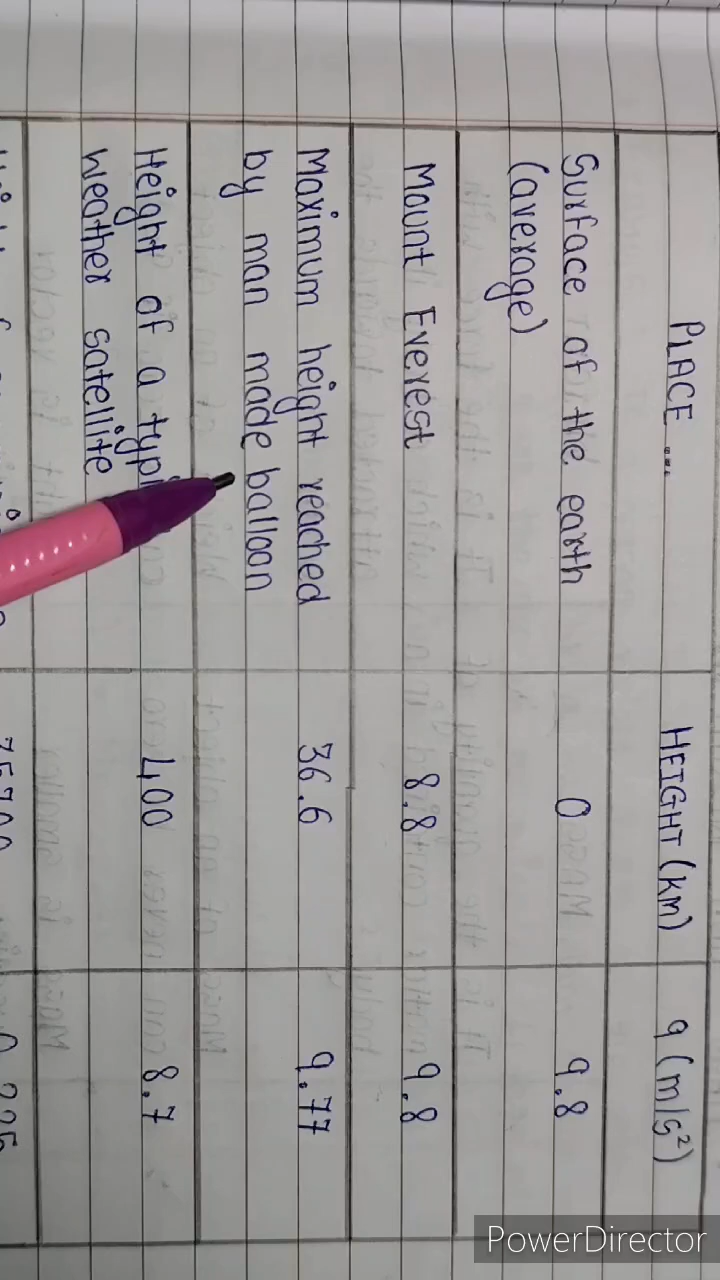 PLACE HEIGHT (km) g (m/s²)
Surface of the earth 0 9.8
(average)
Mount Everest 8.8 9.8
Maximum height reached 36.6 9.77
by man made balloon
Height of a 400 8.7
weather satellite
PowerDirector